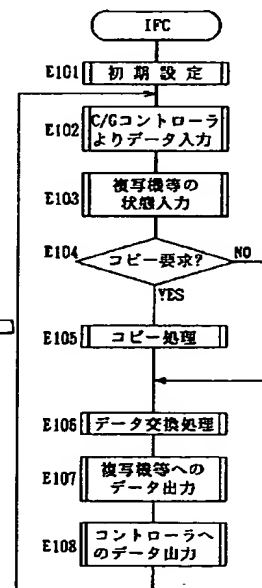 IFC
E101 初期設定
E102 C/Gコントローラ
よりデータ入力
E103 複写機等の
状態入力
E104 コピー要求? NO
YES
E105 コピー処理
E106 データ交換処理
E107 複写機等への
データ出力
E108 コントローラへ
のデータ出力